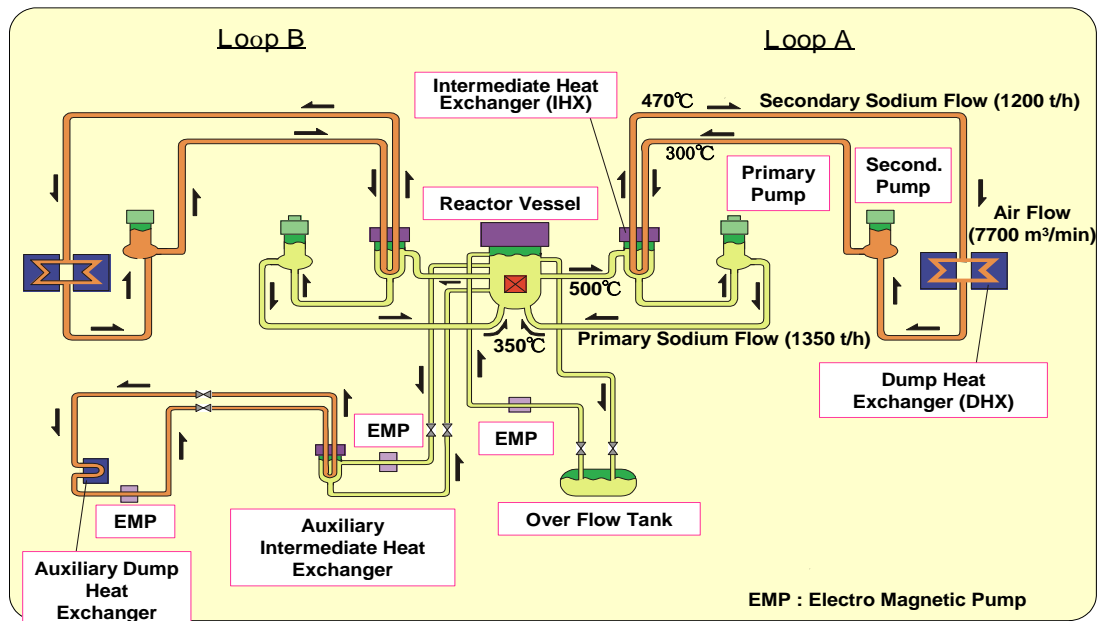 Loop B
Loop A
Intermediate Heat
Exchanger (IHX)
470℃
Secondary Sodium Flow (1200 t/h)
300℃
Primary
Pump
Second.
Pump
Reactor Vessel
Air Flow
(7700 m³/min)
500℃
350℃
Primary Sodium Flow (1350 t/h)
Dump Heat
Exchanger (DHX)
EMP
EMP
EMP
Over Flow Tank
Auxiliary
Intermediate Heat
Exchanger
Auxiliary Dump
Heat
Exchanger
EMP : Electro Magnetic Pump